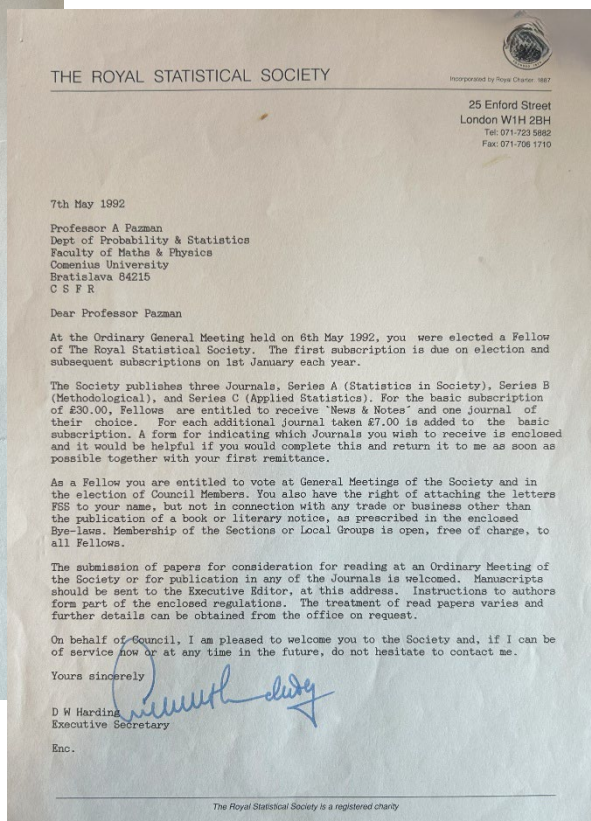 THE ROYAL STATISTICAL SOCIETY
Incorporated by Royal Charter 1887
25 Enford Street
London W1H 2BH
Tel: 071-723 5882
Fax: 071-706 1710
7th May 1992
Professor A Pazman
Dept of Probability & Statistics
Faculty of Maths & Physics
Comenius University
Bratislava 84215
C S F R
Dear Professor Pazman
At the Ordinary General Meeting held on 6th May 1992, you were elected a Fellow
of The Royal Statistical Society. The first subscription is due on election and
subsequent subscriptions on 1st January each year.
The Society publishes three Journals, Series A (Statistics in Society), Series B
(Methodological), and Series C (Applied Statistics). For the basic subscription
of £30.00, Fellows are entitled to receive `News & Notes´ and one journal of
their choice. For each additional journal taken £7.00 is added to the basic
subscription. A form for indicating which Journals you wish to receive is enclosed
and it would be helpful if you would complete this and return it to me as soon as
possible together with your first remittance.
As a Fellow you are entitled to vote at General Meetings of the Society and in
the election of Council Members. You also have the right of attaching the letters
FSS to your name, but not in connection with any trade or business other than
the publication of a book or literary notice, as prescribed in the enclosed
Bye-laws. Membership of the Sections or Local Groups is open, free of charge, to
all Fellows.
The submission of papers for consideration for reading at an Ordinary Meeting of
the Society or for publication in any of the Journals is welcomed. Manuscripts
should be sent to the Executive Editor, at this address. Instructions to authors
form part of the enclosed regulations. The treatment of read papers varies and
further details can be obtained from the office on request.
On behalf of Council, I am pleased to welcome you to the Society and, if I can be
of service now or at any time in the future, do not hesitate to contact me.
Yours sincerely
D W Harding
Executive Secretary
Enc.
The Royal Statistical Society is a registered charity